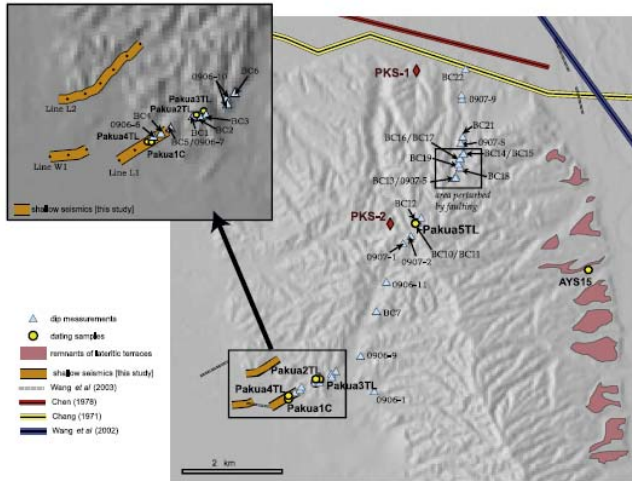 0906-10
BC6
Pakua3TL
Pakua2TL
BC4
0906-8
Pakua4TL
BC1
BC2
BC3
BC5/0906-7
Pakua1C
Line L2
Line W1
Line L1
shallow seismics [this study]
PKS-1
BC22
0907-9
BC21
BC16/BC17
0907-8
BC14/BC15
BC19
BC18
BC13/0907-5
area perturbed
by faulting
BC12
PKS-2
Pakua5TL
BC10/BC11
0907-1
0907-2
0906-11
BC7
AYS15
0906-9
0906-1
Pakua2TL
Pakua4TL
Pakua3TL
Pakua1C
dip measurements
dating samples
remnants of lateritic terraces
shallow seismics [this study]
Wang et al (2003)
Chen (1978)
Chang (1971)
Wang et al (2002)
2 km